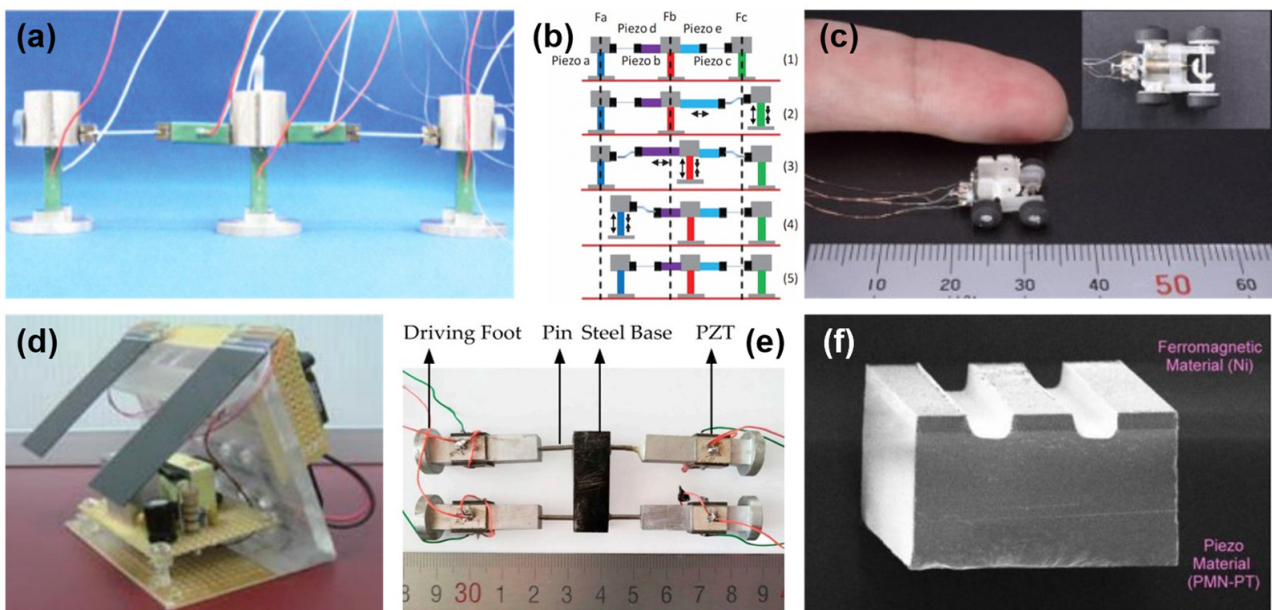 (a)
(b)
Fa Fb Fc
Piezo d Piezo e
Piezo a Piezo b Piezo c
(1)
(2)
(3)
(4)
(5)
(c)
10 20 30 40 50 60
(d)
Driving Foot Pin Steel Base PZT
(e)
8 9 30 1 2 3 4 5 6 7 8 9
(f)
Ferromagnetic
Material (Ni)
Piezo
Material
(PMN-PT)